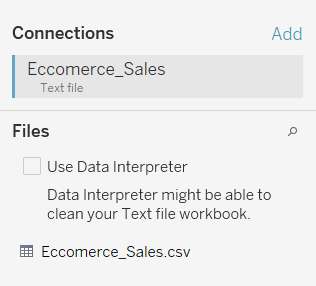 Connections Add
Eccomerce_Sales
Text file
Files
Use Data Interpreter
Data Interpreter might be able to
clean your Text file workbook.
Eccomerce_Sales.csv